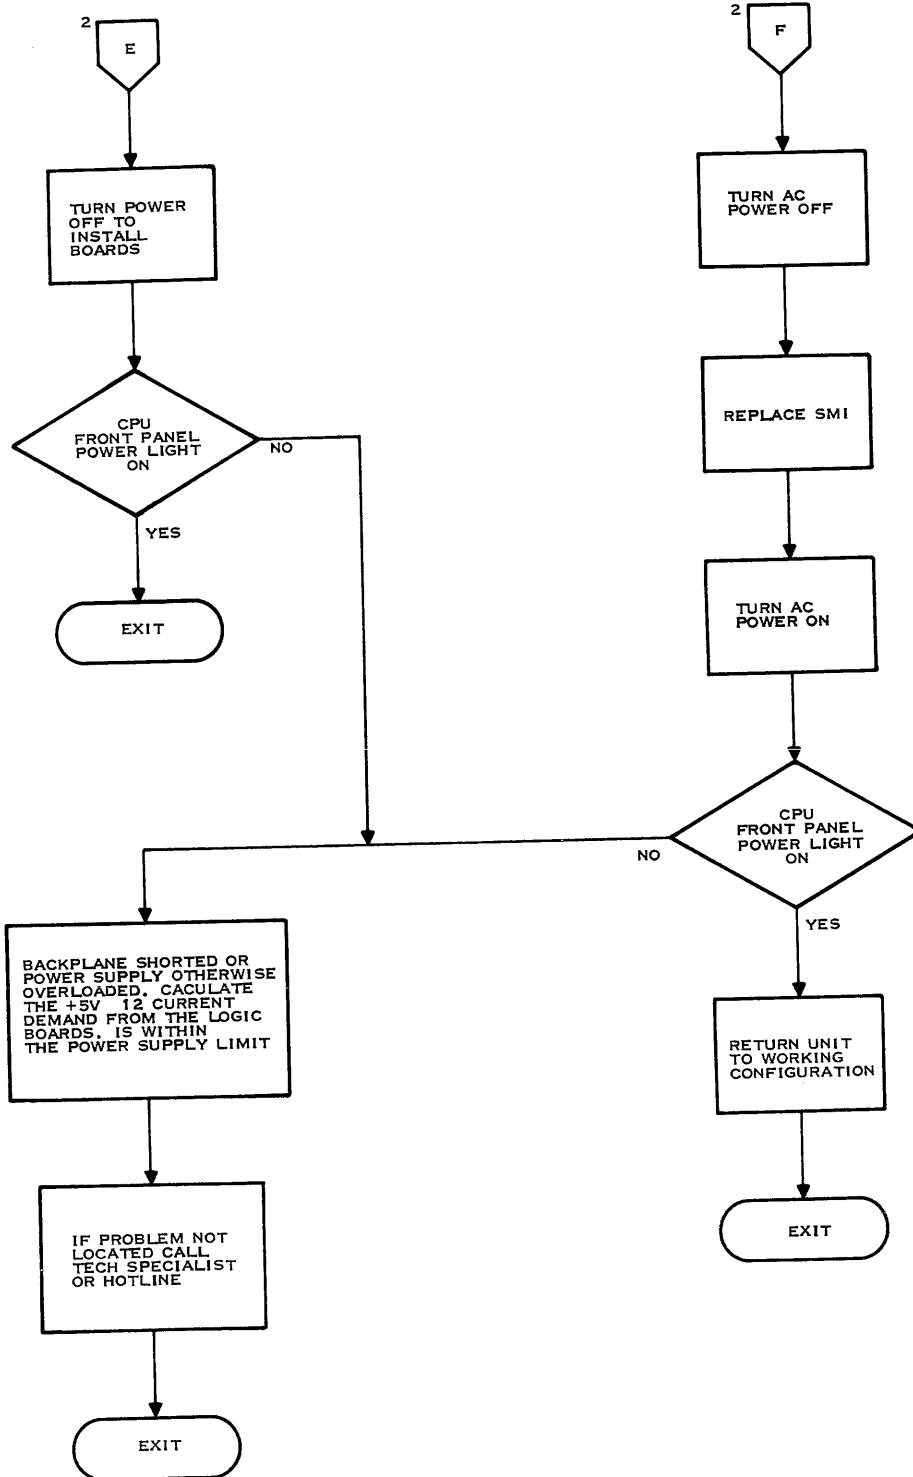 2
E
TURN POWER
OFF TO
INSTALL
BOARDS
CPU
FRONT PANEL
POWER LIGHT
ON
NO
YES
EXIT
2
F
TURN AC
POWER OFF
REPLACE SMI
TURN AC
POWER ON
CPU
FRONT PANEL
POWER LIGHT
ON
NO
YES
RETURN UNIT
TO WORKING
CONFIGURATION
EXIT
BACKPLANE SHORTED OR
POWER SUPPLY OTHERWISE
OVERLOADED. CACULATE
THE +5V 12 CURRENT
DEMAND FROM THE LOGIC
BOARDS. IS WITHIN
THE POWER SUPPLY LIMIT
IF PROBLEM NOT
LOCATED CALL
TECH SPECIALIST
OR HOTLINE
EXIT